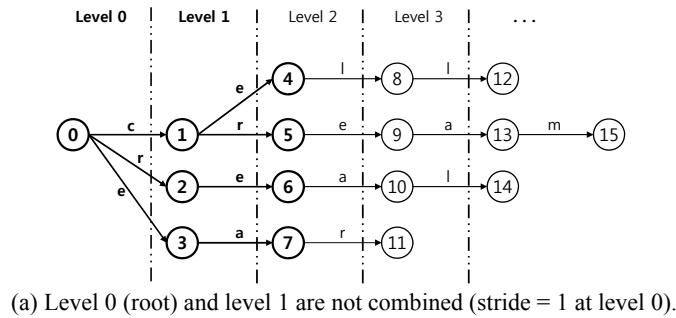 Level 0 Level 1 Level 2 Level 3 . . .
4 l 8 l 12
e
0 c 1 r 5 e 9 a 13 m 15
r
2 e 6 a 10 l 14
e
3 a 7 r 11
(a) Level 0 (root) and level 1 are not combined (stride = 1 at level 0).